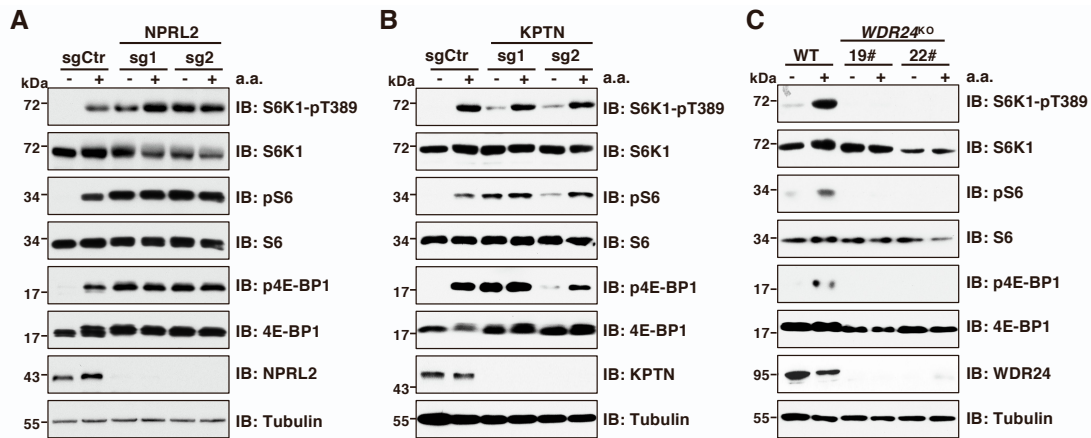 A
NPRL2
sgCtr sg1 sg2
kDa - + - + - + a.a.
72 IB: S6K1-pT389
72 IB: S6K1
34 IB: pS6
34 IB: S6
17 IB: p4E-BP1
17 IB: 4E-BP1
43 IB: NPRL2
55 IB: Tubulin
B
KPTN
sgCtr sg1 sg2
kDa - + - + - + a.a.
72 IB: S6K1-pT389
72 IB: S6K1
34 IB: pS6
34 IB: S6
17 IB: p4E-BP1
17 IB: 4E-BP1
43 IB: KPTN
55 IB: Tubulin
C
WDR24KO
WT 19# 22#
kDa - + - + - + a.a.
72 IB: S6K1-pT389
72 IB: S6K1
34 IB: pS6
34 IB: S6
17 IB: p4E-BP1
17 IB: 4E-BP1
95 IB: WDR24
55 IB: Tubulin